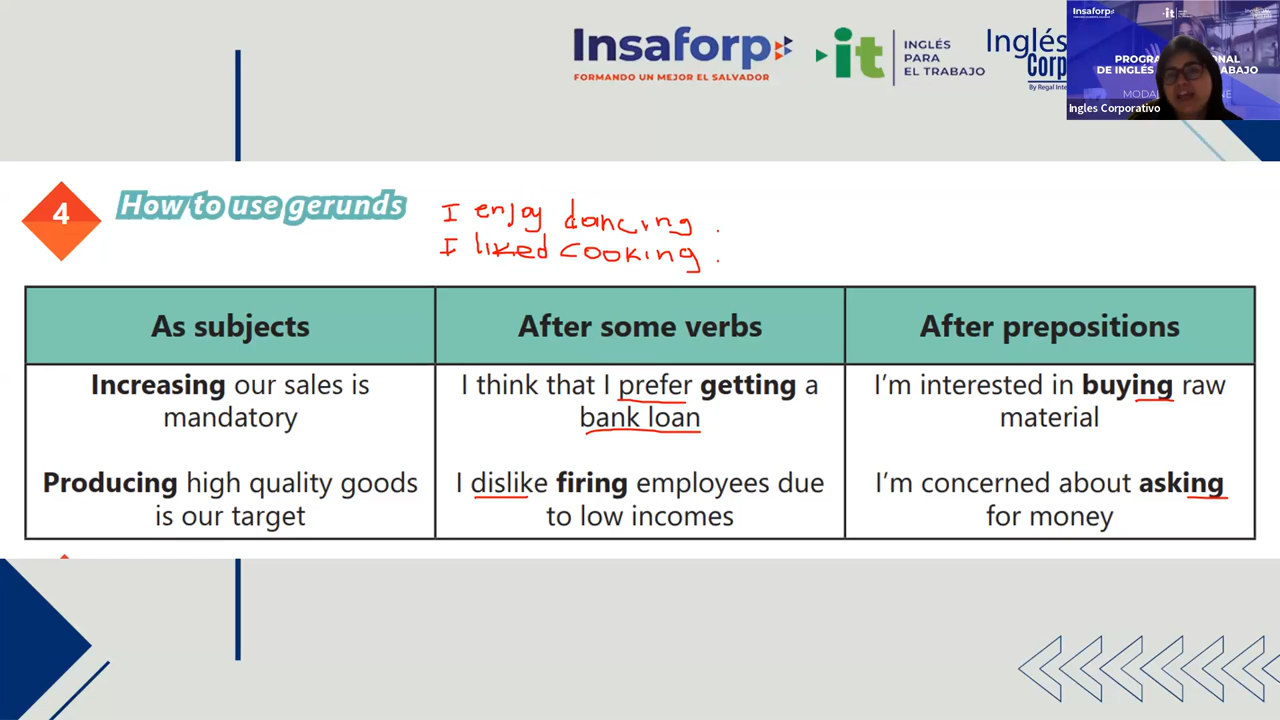 Insaforp
FORMANDO UN MEJOR EL SALVADOR
it
INGLÉS
PARA
EL TRABAJO
Inglés
Corp
Insaforp
it
DE INGLÉS
Ingles Corporativo
4
How to use gerunds
I enjoy dancing.
I liked cooking.
As subjects
After some verbs
After prepositions
Increasing our sales is
mandatory
Producing high quality goods
is our target
I think that I prefer getting a
bank loan
I dislike firing employees due
to low incomes
I'm interested in buying raw
material
I'm concerned about asking
for money